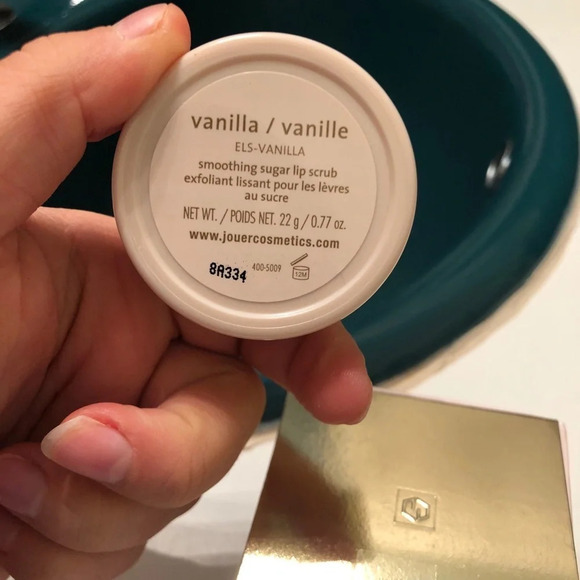 vanilla / vanille
ELS-VANILLA
smoothing sugar lip scrub
exfoliant lissant pour les lèvres
au sucre
NET WT. / POIDS NET. 22 g / 0.77 oz.
www.jouercosmetics.com
8A334 400-5009 12M